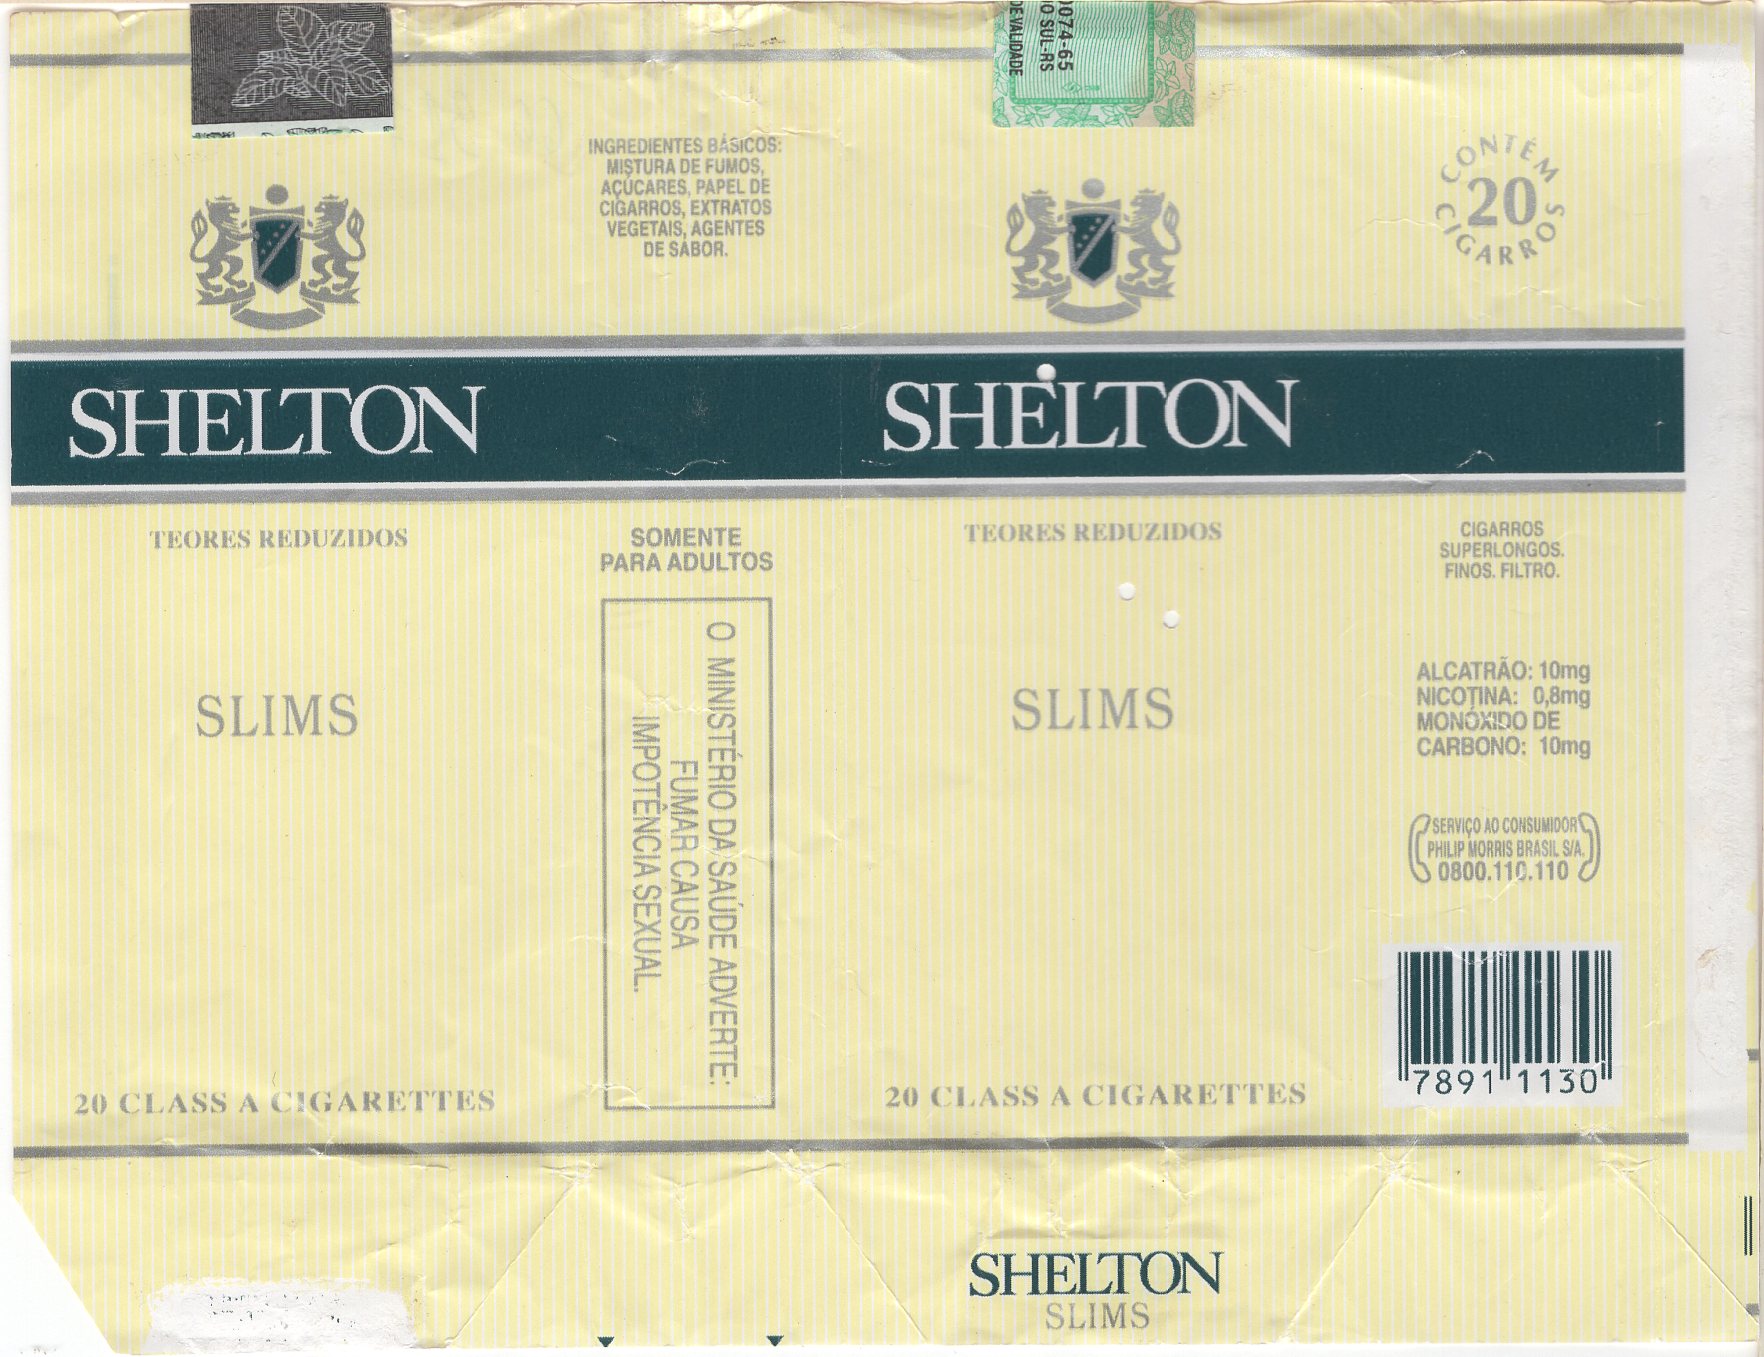 0074-65
O SUL-RS
DE VALIDADE
INGREDIENTES BÁSICOS:
MISTURA DE FUMOS,
AÇÚCARES, PAPEL DE
CIGARROS, EXTRATOS
VEGETAIS, AGENTES
DE SABOR.
CONTÉM
20
CIGARROS
SHELTON
SHELTON
TEORES REDUZIDOS
SLIMS
20 CLASS A CIGARETTES
SOMENTE
PARA ADULTOS
O MINISTÉRIO DA SAÚDE ADVERTE:
FUMAR CAUSA
IMPOTÊNCIA SEXUAL.
TEORES REDUZIDOS
SLIMS
20 CLASS A CIGARETTES
CIGARROS
SUPERLONGOS.
FINOS. FILTRO.
ALCATRÃO: 10mg
NICOTINA: 0,8mg
MONÓXIDO DE
CARBONO: 10mg
SERVIÇO AO CONSUMIDOR
PHILIP MORRIS BRASIL S/A.
0800.110.110
7891 1130
SHELTON
SLIMS